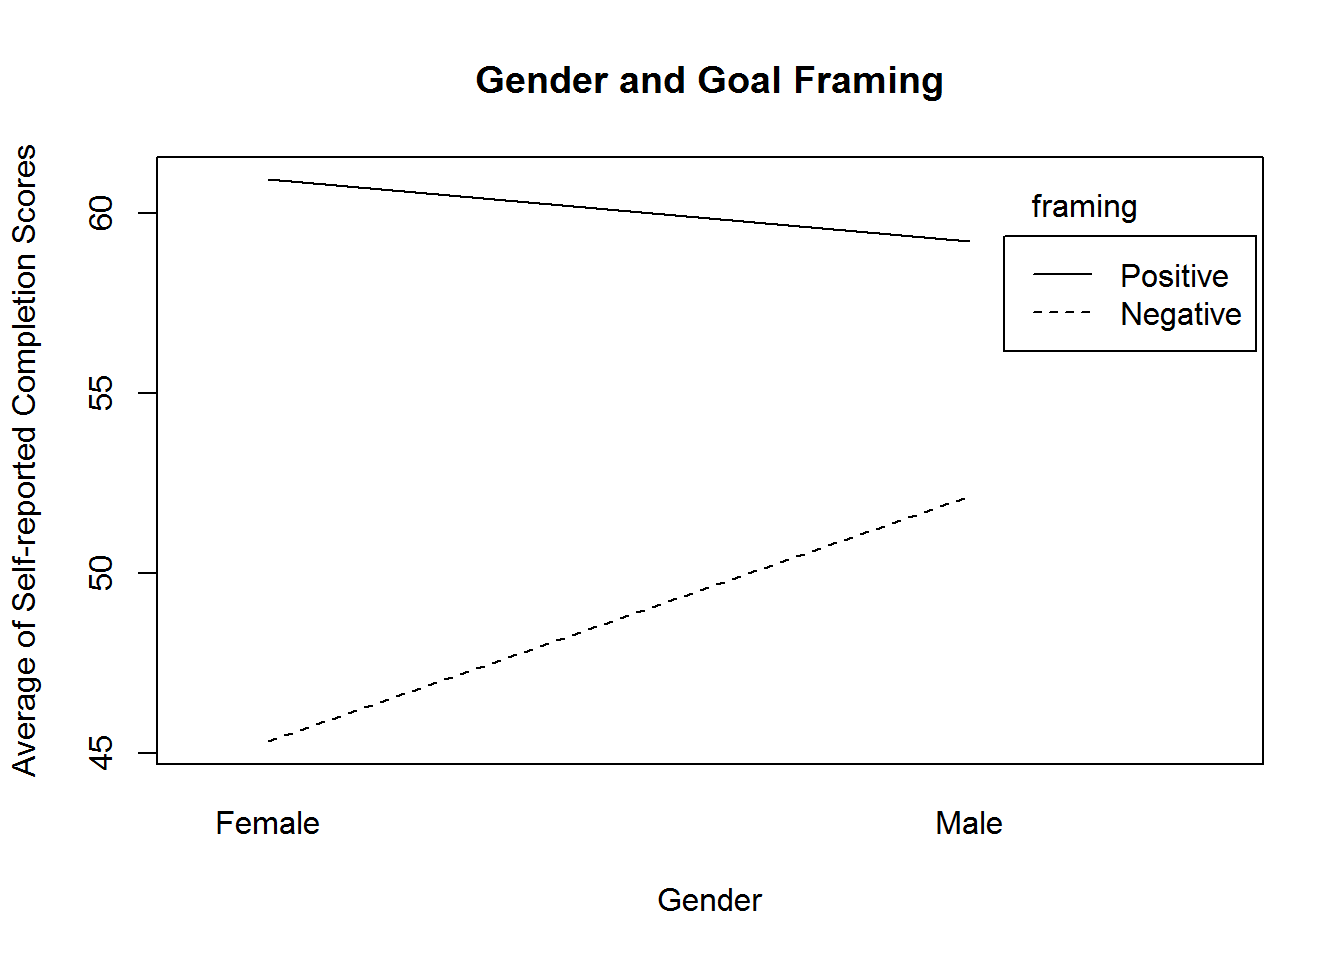 Gender and Goal Framing
Average of Self-reported Completion Scores
60
55
50
45
framing
Positive
Negative
Female
Male
Gender